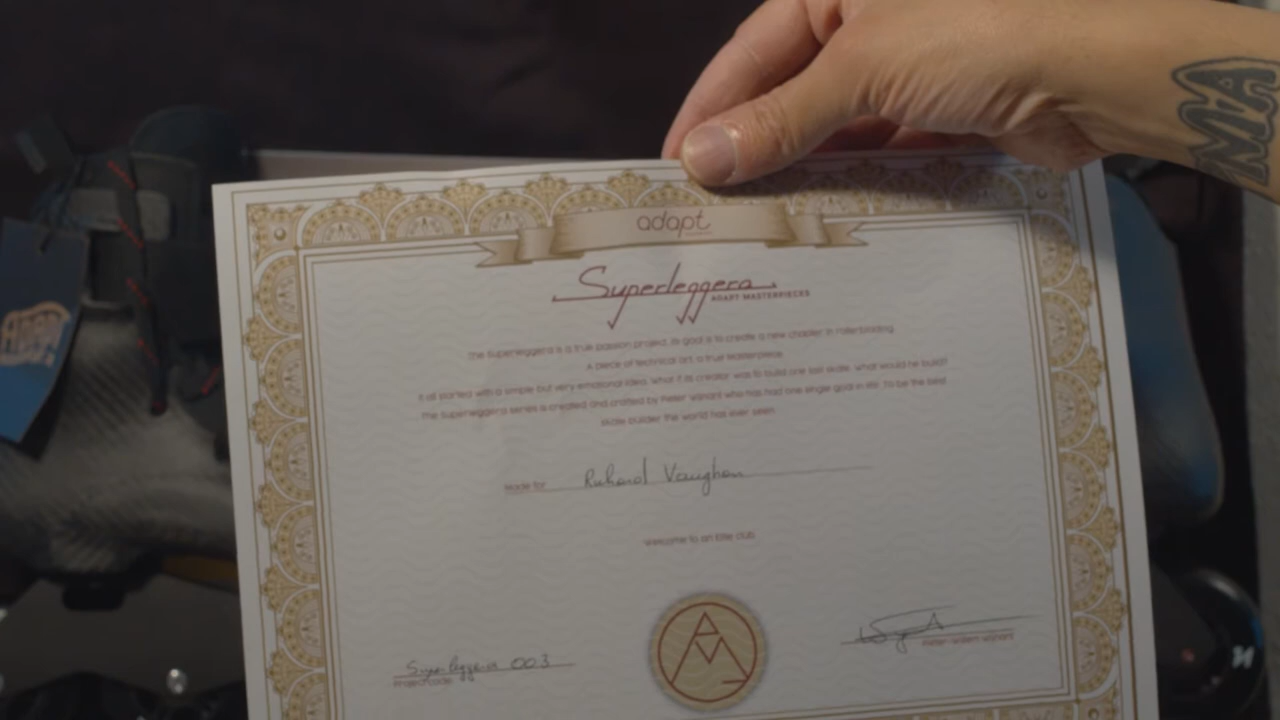 adapt
Superleggera
ADAPT MASTERPIECES
The Superleggera is a true passion project, its goal is to create a new chapter in rollerblading.
A piece of technical art, a true masterpiece.
It all started with a simple but very emotional idea. What if its creator was to build one last skate, what would he build?
The Superleggera series is created and crafted by Pieter Wijnant who has had one single goal in life. To be the best
skate builder the world has ever seen.
Made for Richard Vaughan
Welcome to an elite club
Superleggera 003
Project code